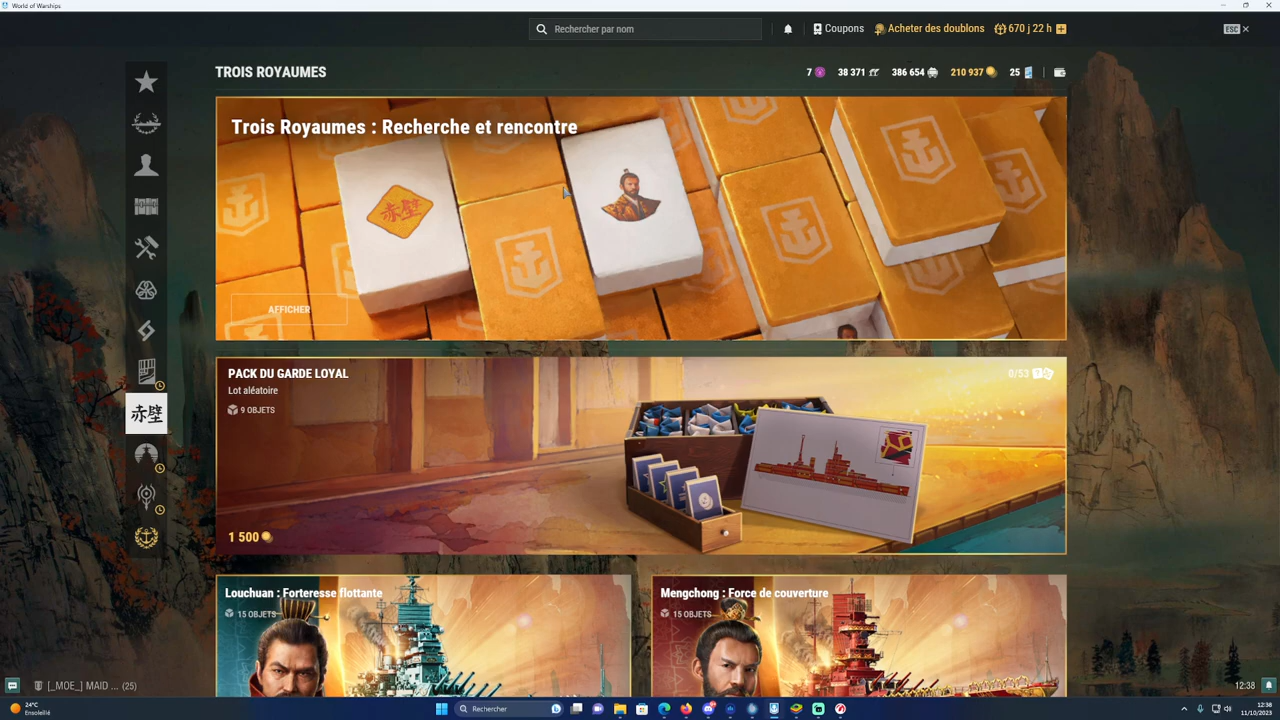 World of Warships
Rechercher par nom
Coupons
Acheter des doublons
670 j 22 h
ESC
TROIS ROYAUMES
7
38 371
386 654
210 937
25
Trois Royaumes : Recherche et rencontre
赤壁
AFFICHER
PACK DU GARDE LOYAL
0/53
Lot aléatoire
9 OBJETS
赤壁
1 500
Louchuan : Forteresse flottante
15 OBJETS
Mengchong : Force de couverture
15 OBJETS
[_MOE_] MAID ... (25)
12:38
24°C
Ensoleillé
Rechercher
12:38
11/10/2023